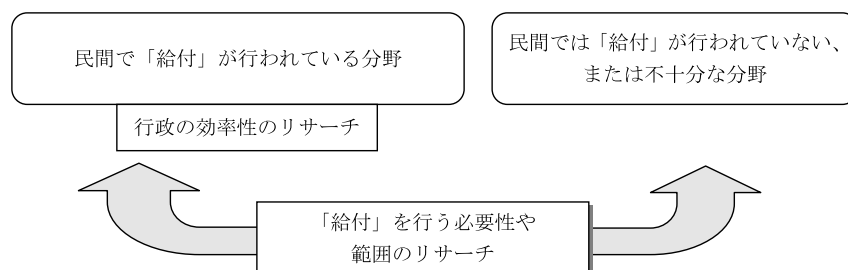 民間で「給付」が行われている分野
民間では「給付」が行われていない、
または不十分な分野
行政の効率性のリサーチ
「給付」を行う必要性や
範囲のリサーチ